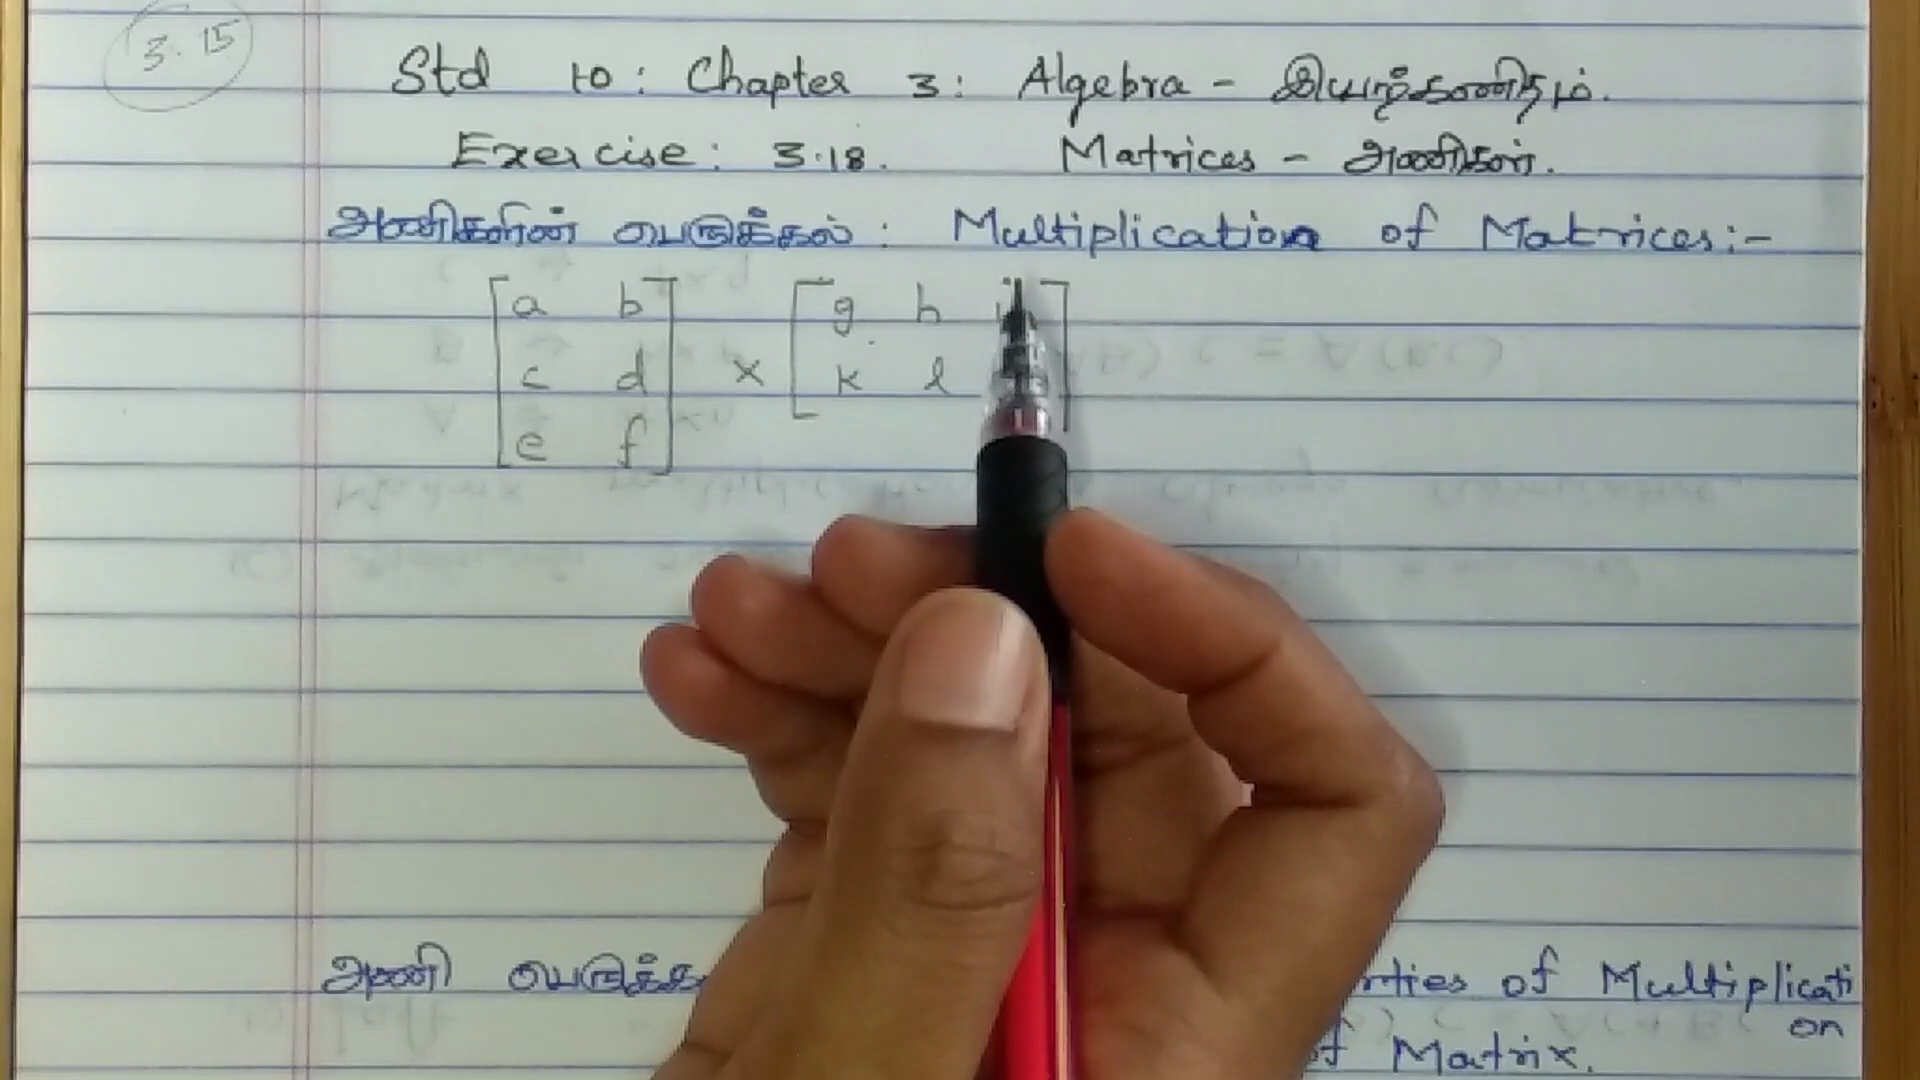 3.15
Std 10: Chapter 3: Algebra - இயற்கணிதம்.
Exercise: 3.18. Matrices - அணிகள்.
அணிகளின் பெருக்கல்: Multiplication of Matrices:-
a b g h
c d × k l
e f
அணி of Multiplicati
on
of Matrix.